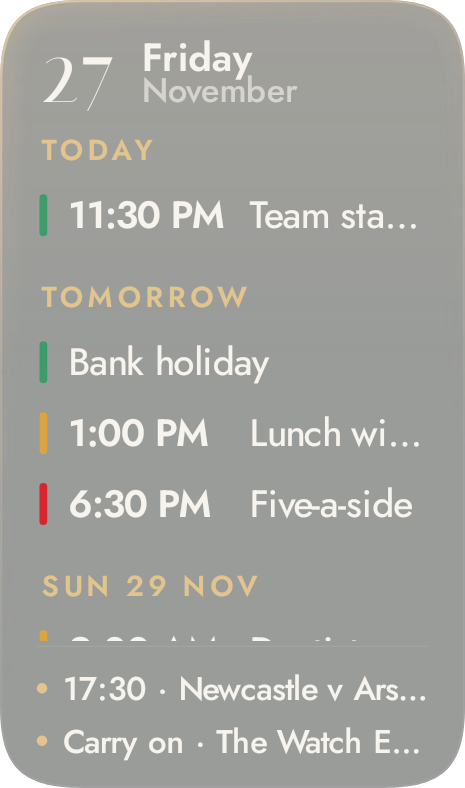 27 Friday
November
TODAY
11:30 PM Team sta...
TOMORROW
Bank holiday
1:00 PM Lunch wi...
6:30 PM Five-a-side
SUN 29 NOV
17:30 · Newcastle v Ars...
Carry on · The Watch E...